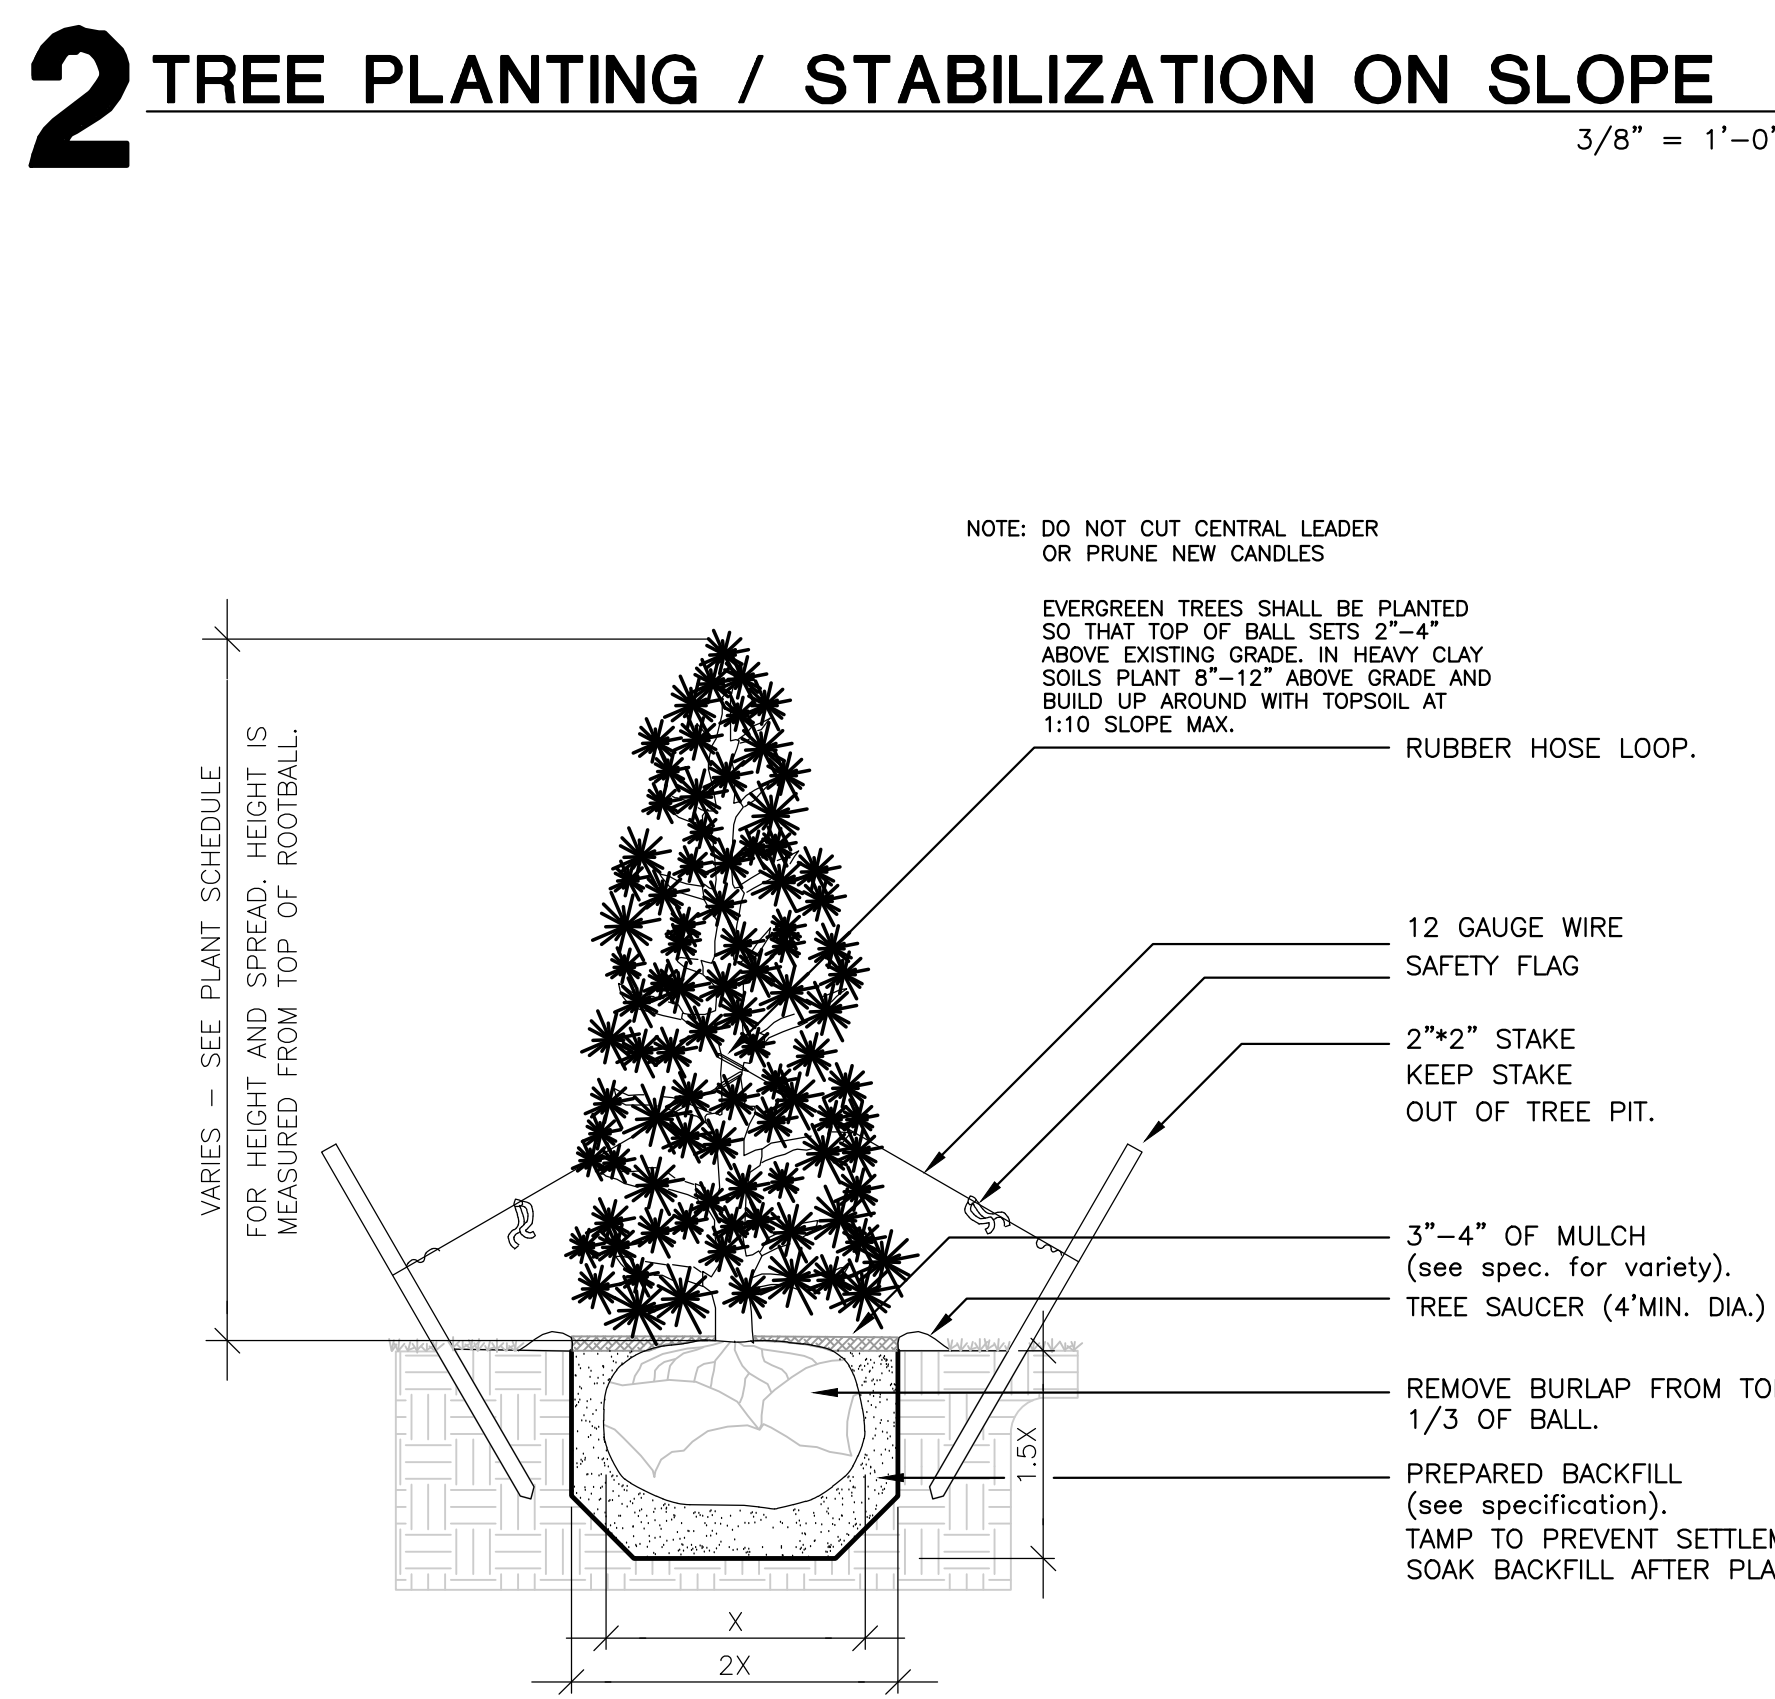 2 TREE PLANTING / STABILIZATION ON SLOPE
3/8" = 1'-0"
NOTE: DO NOT CUT CENTRAL LEADER
OR PRUNE NEW CANDLES
EVERGREEN TREES SHALL BE PLANTED
SO THAT TOP OF BALL SETS 2"-4"
ABOVE EXISTING GRADE. IN HEAVY CLAY
SOILS PLANT 8"-12" ABOVE GRADE AND
BUILD UP AROUND WITH TOPSOIL AT
1:10 SLOPE MAX.
RUBBER HOSE LOOP.
12 GAUGE WIRE
SAFETY FLAG
2"*2" STAKE
KEEP STAKE
OUT OF TREE PIT.
3"-4" OF MULCH
(see spec. for variety).
TREE SAUCER (4'MIN. DIA.)
REMOVE BURLAP FROM
1/3 OF BALL.
PREPARED BACKFILL
(see specification).
TAMP TO PREVENT
SOAK BACKFILL AFTER
VARIES - SEE PLANT SCHEDULE
FOR HEIGHT AND SPREAD. HEIGHT IS
MEASURED FROM TOP OF ROOTBALL.
1.5X
X
2X